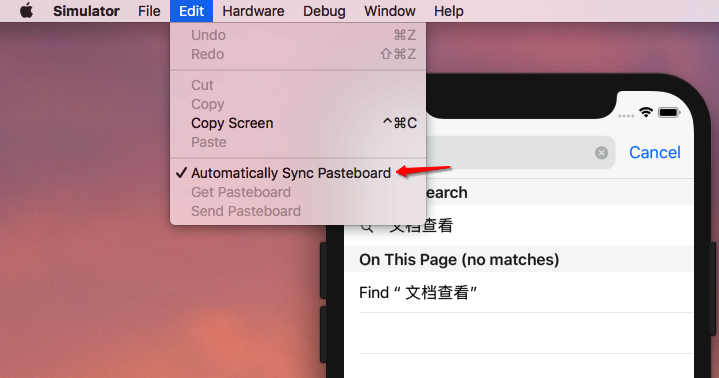 Simulator File Edit Hardware Debug Window Help
Undo ⌘Z
Redo ⇧⌘Z
Cut
Copy
Copy Screen ^⌘C
Paste
✓ Automatically Sync Pasteboard
Get Pasteboard
Send Pasteboard
Cancel
earch
文档查看
On This Page (no matches)
Find “ 文档查看”